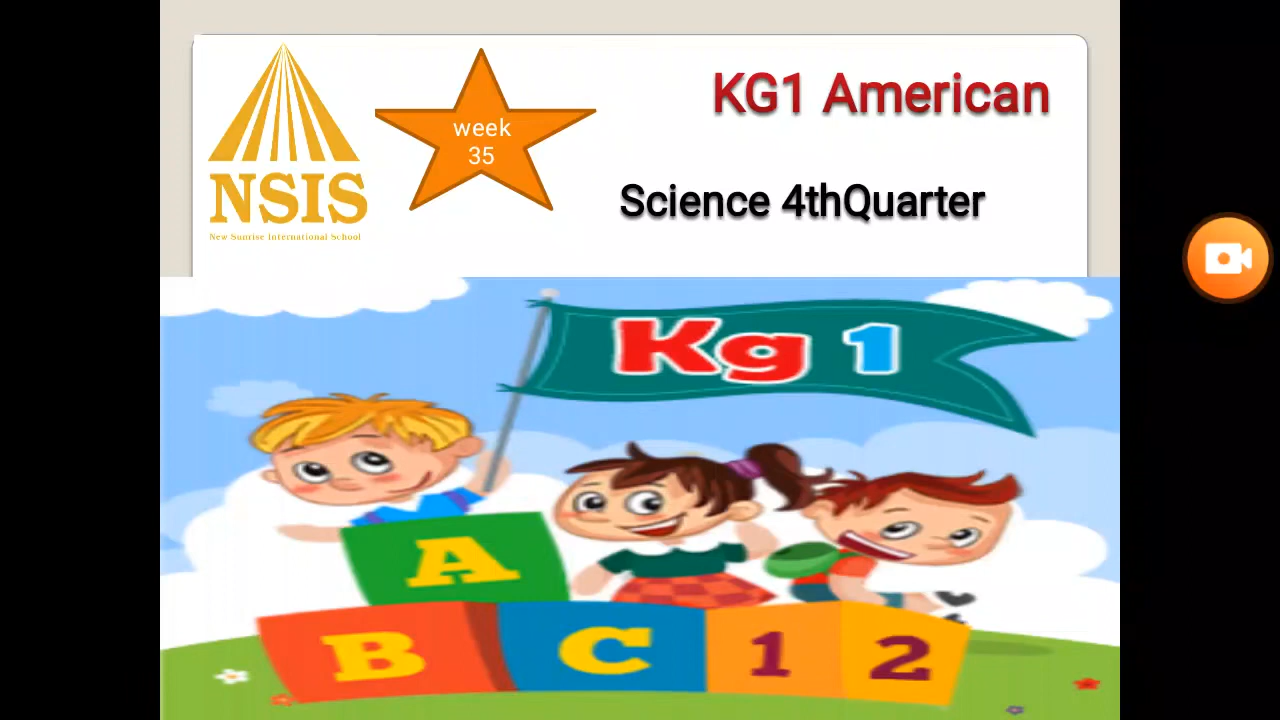 NSIS
New Sunrise International School
week
35
KG1 American
Science 4thQuarter
Kg 1
A
B C 1 2